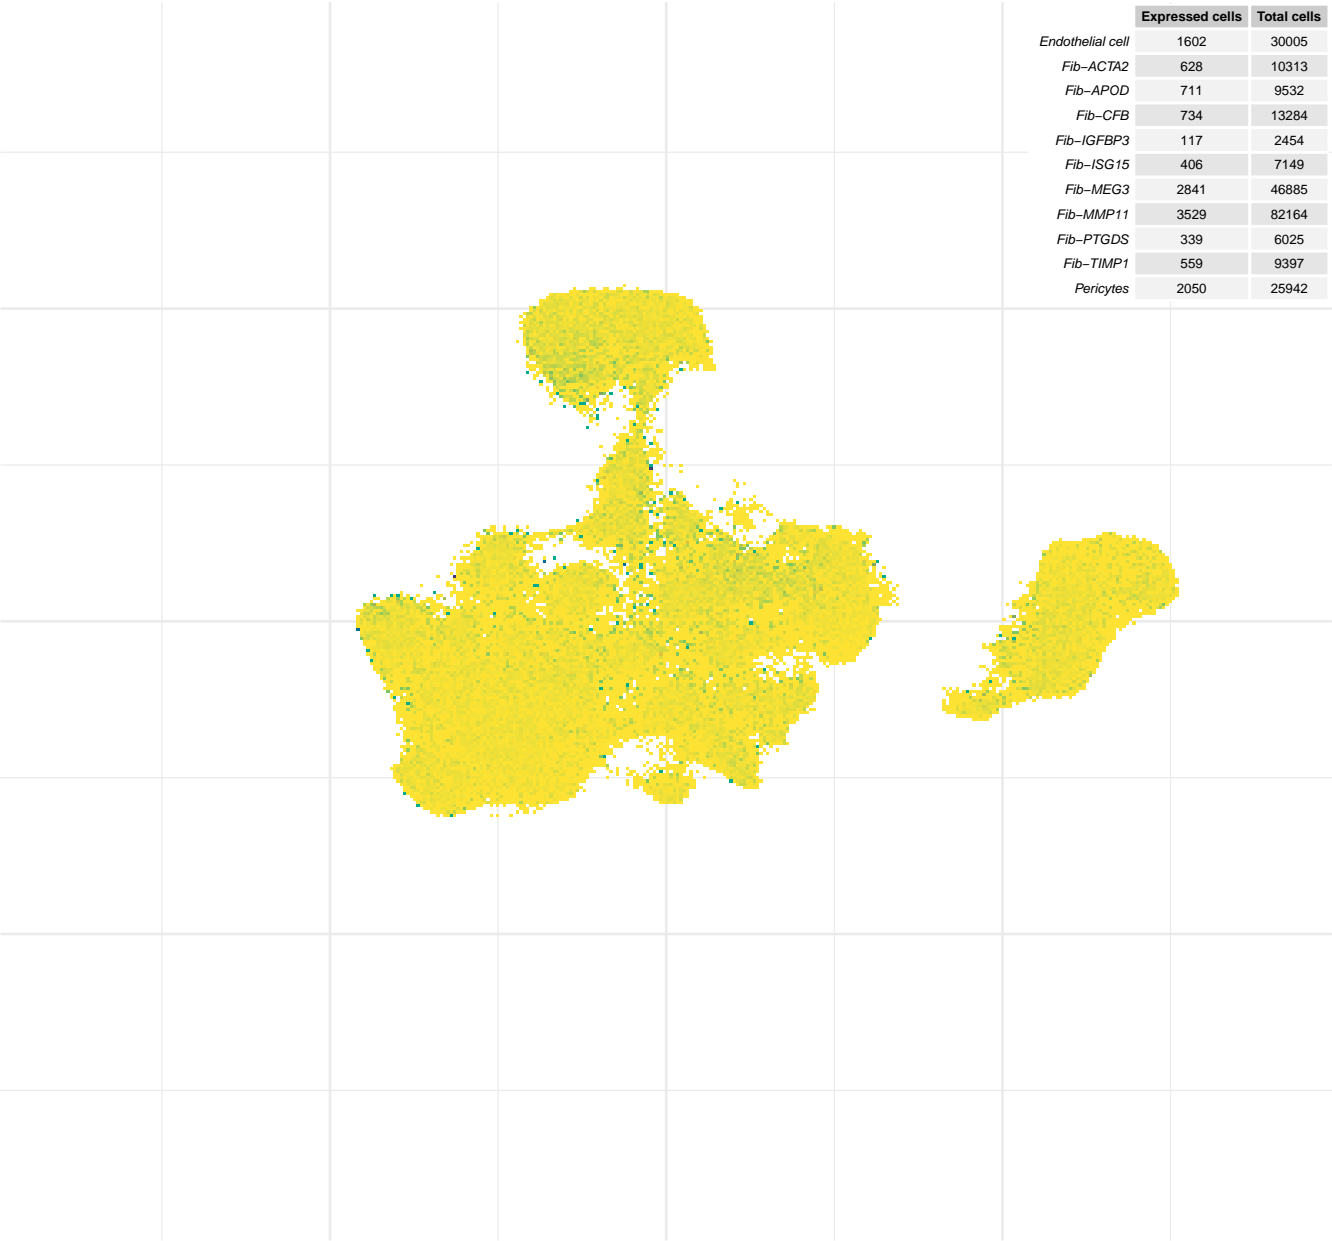 Expressed cells Total cells
Endothelial cell 1602 30005
Fib−ACTA2 628 10313
Fib−APOD 711 9532
Fib−CFB 734 13284
Fib−IGFBP3 117 2454
Fib−ISG15 406 7149
Fib−MEG3 2841 46885
Fib−MMP11 3529 82164
Fib−PTGDS 339 6025
Fib−TIMP1 559 9397
Pericytes 2050 25942